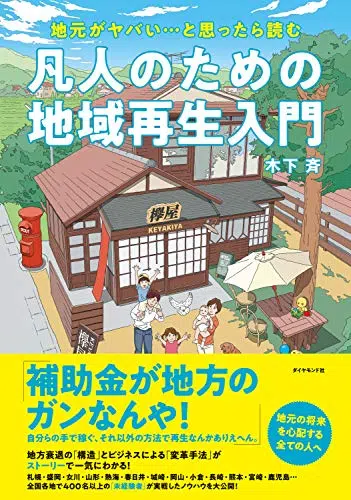 地元がヤバい…と思ったら読む
凡人のための
地域再生入門
木下 斉
欅屋
KEYAKIYA
ダイヤモンド社
「補助金が地方の
ガンなんや!
自分らの手で稼ぐ、それ以外の方法で再生なんかありえへん。」
地元の将来
を心配する
全ての人へ
地方衰退の「構造」とビジネスによる「変革手法」が
ストーリーで一気にわかる!
札幌・盛岡・女川・山形・熱海・春日井・城崎・岡山・小倉・長崎・熊本・宮崎・鹿児島…
全国各地で400名以上の「未経験者」が実戦したノウハウを大公開!